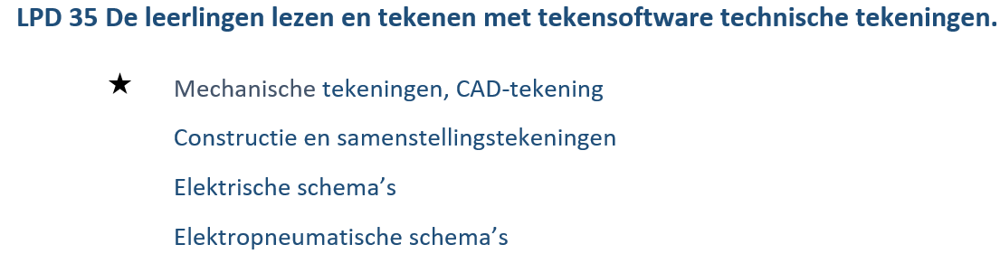 LPD 35 De leerlingen lezen en tekenen met tekensoftware technische tekeningen.
★ Mechanische tekeningen, CAD-tekening
Constructie en samenstellingstekeningen
Elektrische schema’s
Elektropneumatische schema’s